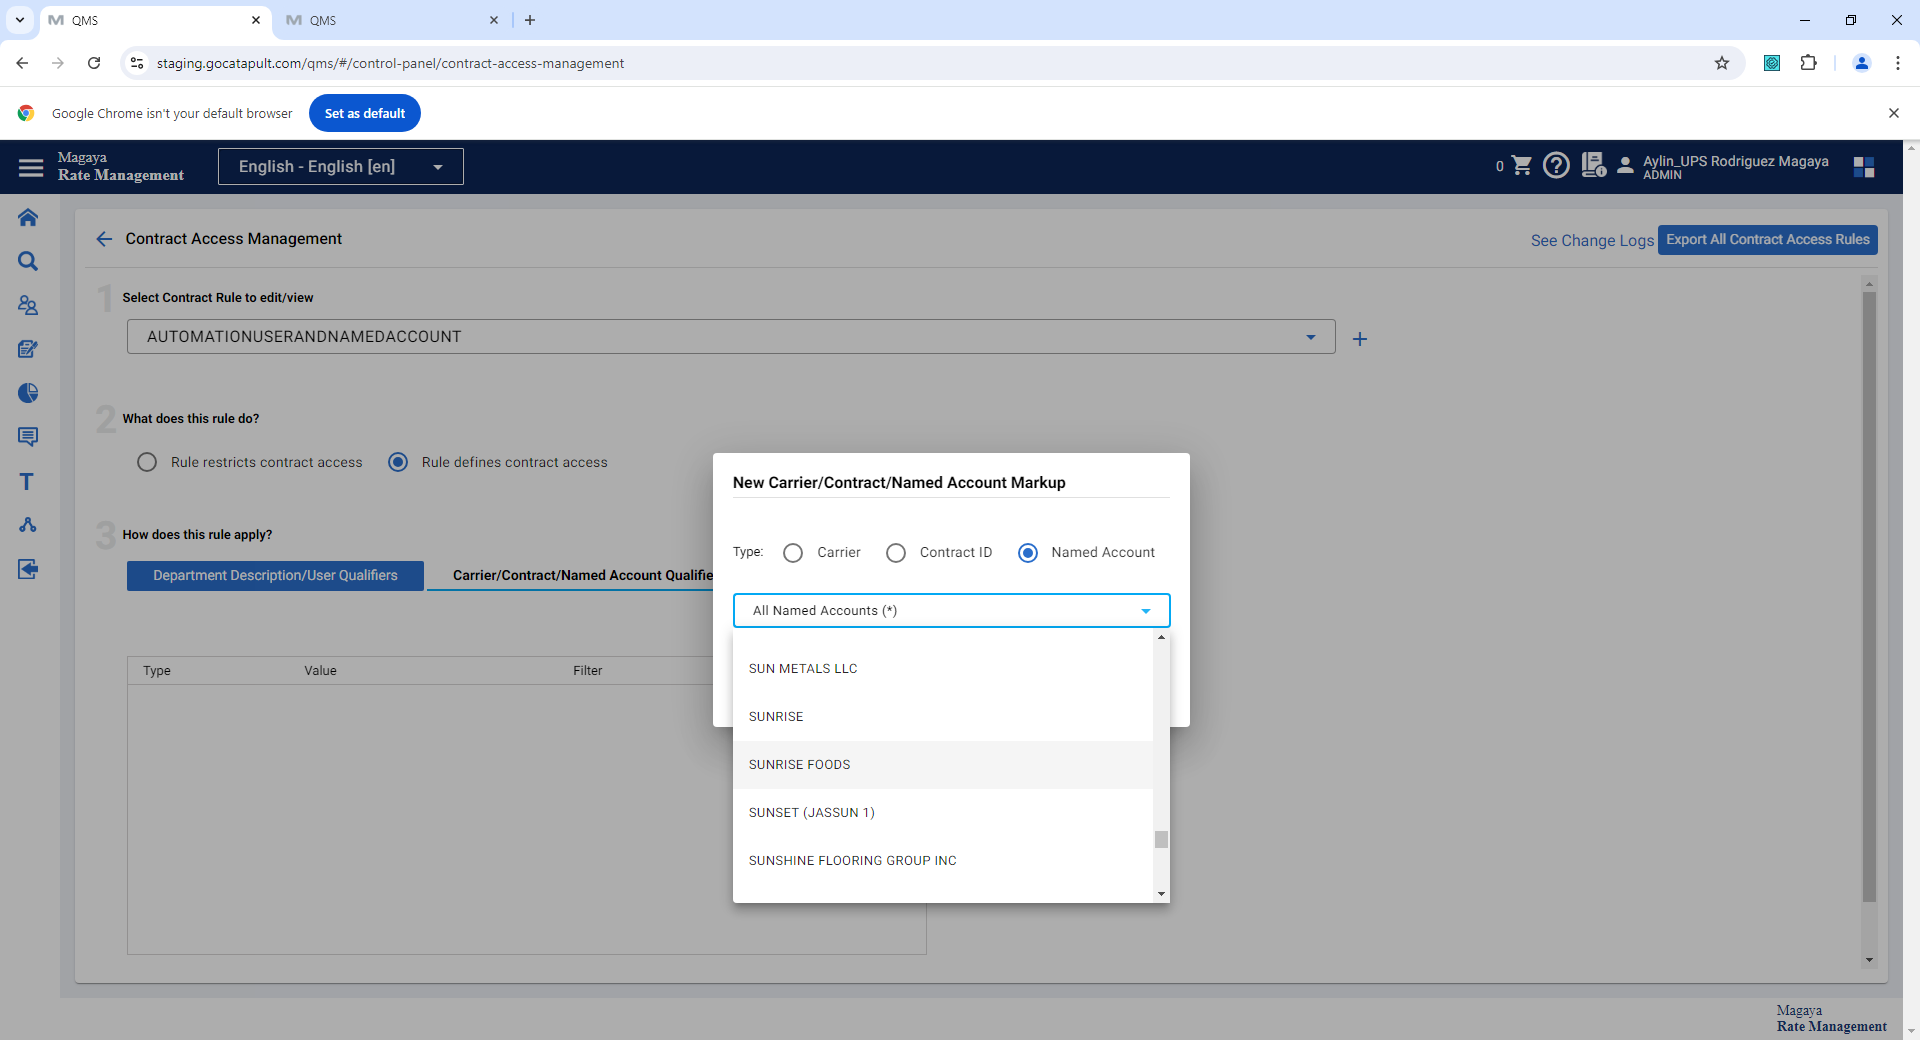 QMS
QMS
staging.gocatapult.com/qms/#/control-panel/contract-access-management
Google Chrome isn't your default browser
Set as default
Magaya
Rate Management
English - English [en]
0
Aylin_UPS Rodriguez Magaya
ADMIN
Contract Access Management
See Change Logs
Export All Contract Access Rules
1 Select Contract Rule to edit/view
AUTOMATIONUSERANDNAMEDACCOUNT
2 What does this rule do?
Rule restricts contract access
Rule defines contract access
3 How does this rule apply?
Department Description/User Qualifiers
Carrier/Contract/Named Account Qualifie
Type Value Filter
New Carrier/Contract/Named Account Markup
Type: Carrier Contract ID Named Account
All Named Accounts (*)
SUN METALS LLC
SUNRISE
SUNRISE FOODS
SUNSET (JASSUN 1)
SUNSHINE FLOORING GROUP INC
Magaya
Rate Management